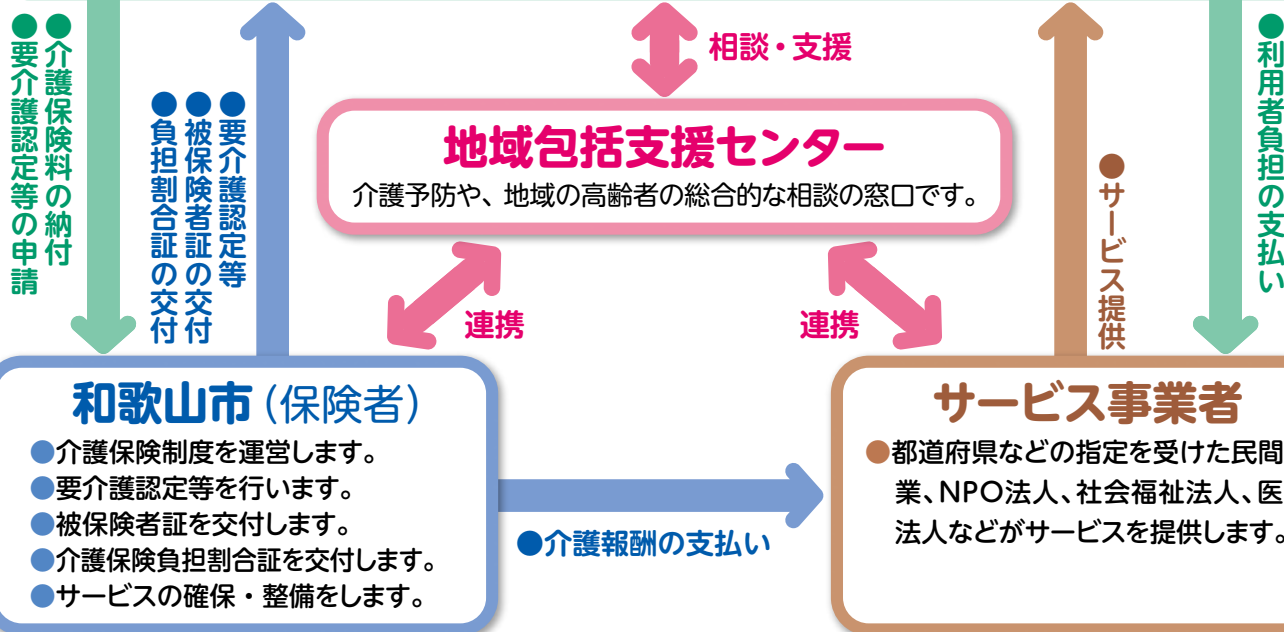 ●介護保険料の納付
●要介護認定等の申請
●要介護認定等
●被保険者証の交付
●負担割合証の交付
相談・支援
●サービス提供
●利用者負担の支払い
地域包括支援センター
介護予防や、地域の高齢者の総合的な相談の窓口です。
連携
連携
和歌山市（保険者）
●介護保険制度を運営します。
●要介護認定等を行います。
●被保険者証を交付します。
●介護保険負担割合証を交付します。
●サービスの確保・整備をします。
●介護報酬の支払い
サービス事業者
●都道府県などの指定を受けた民間
業、NPO法人、社会福祉法人、医
法人などがサービスを提供します。